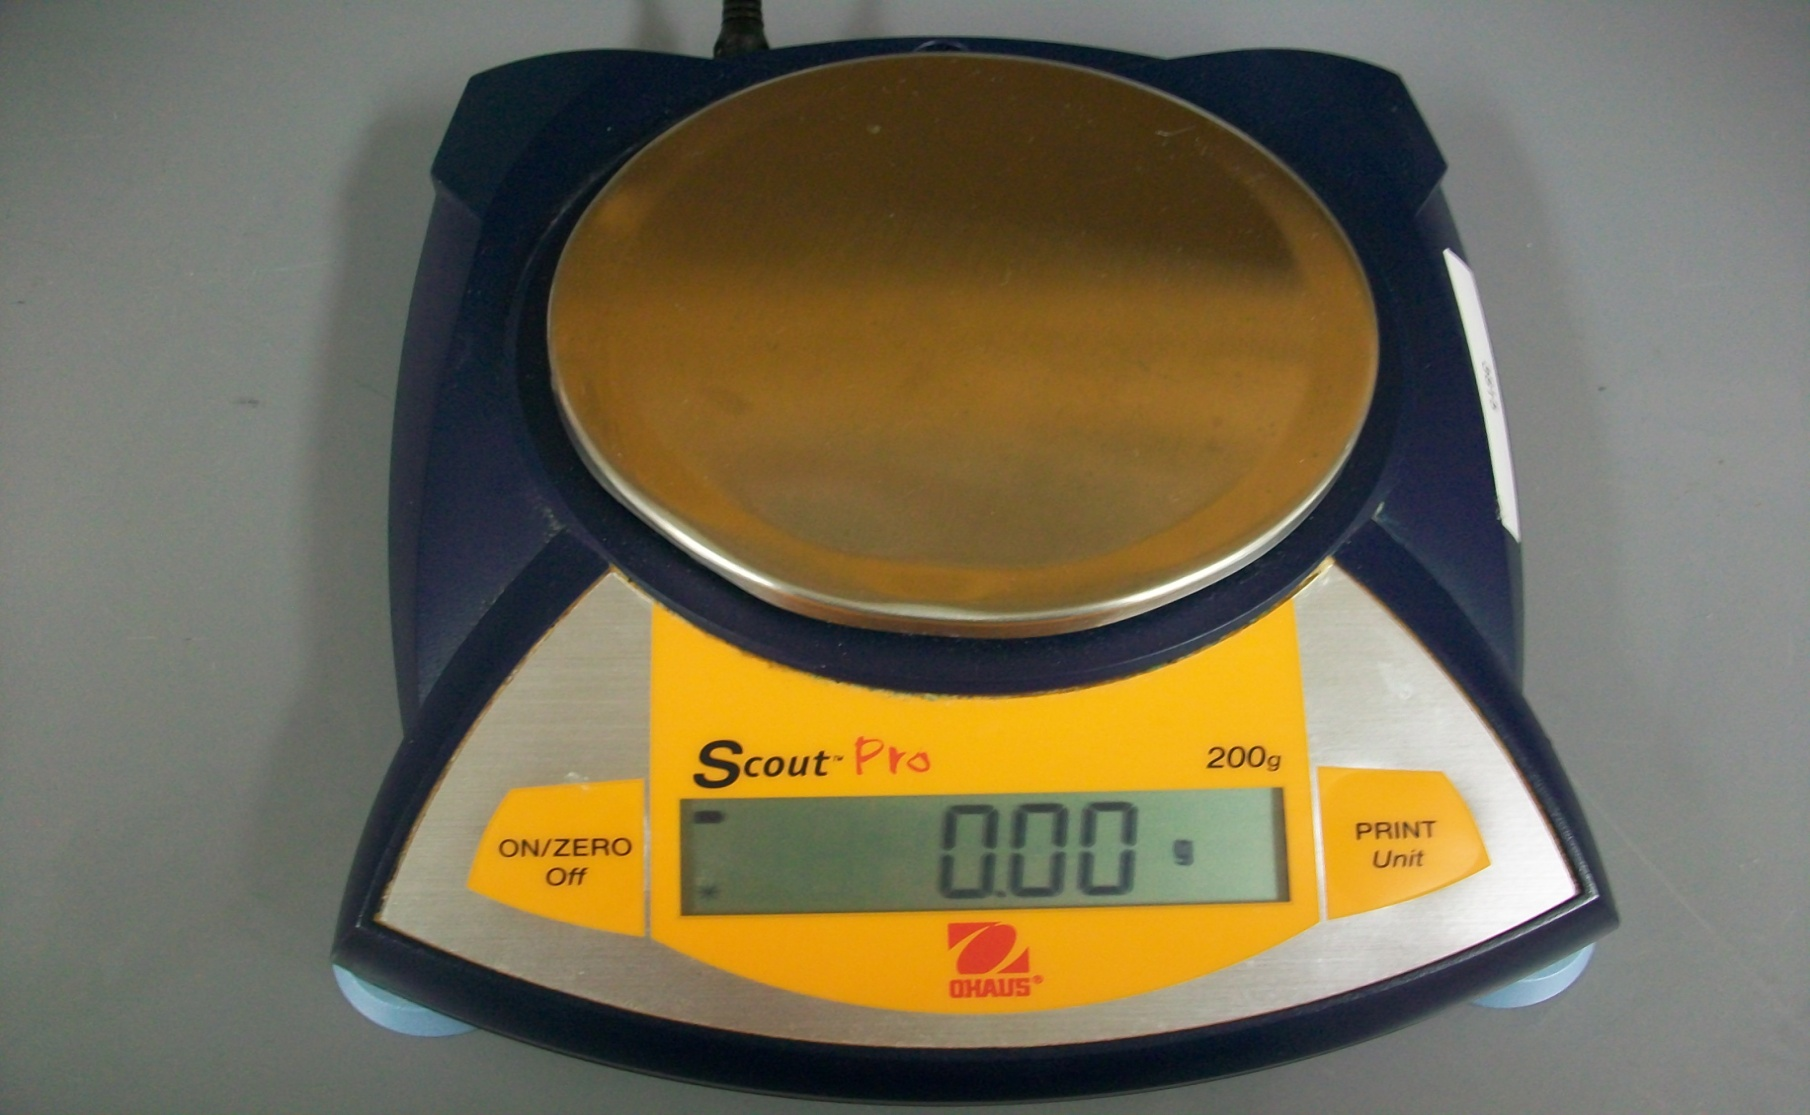 Scout™ Pro
200g
0.00 g
ON/ZERO
Off
PRINT
Unit
OHAUS®